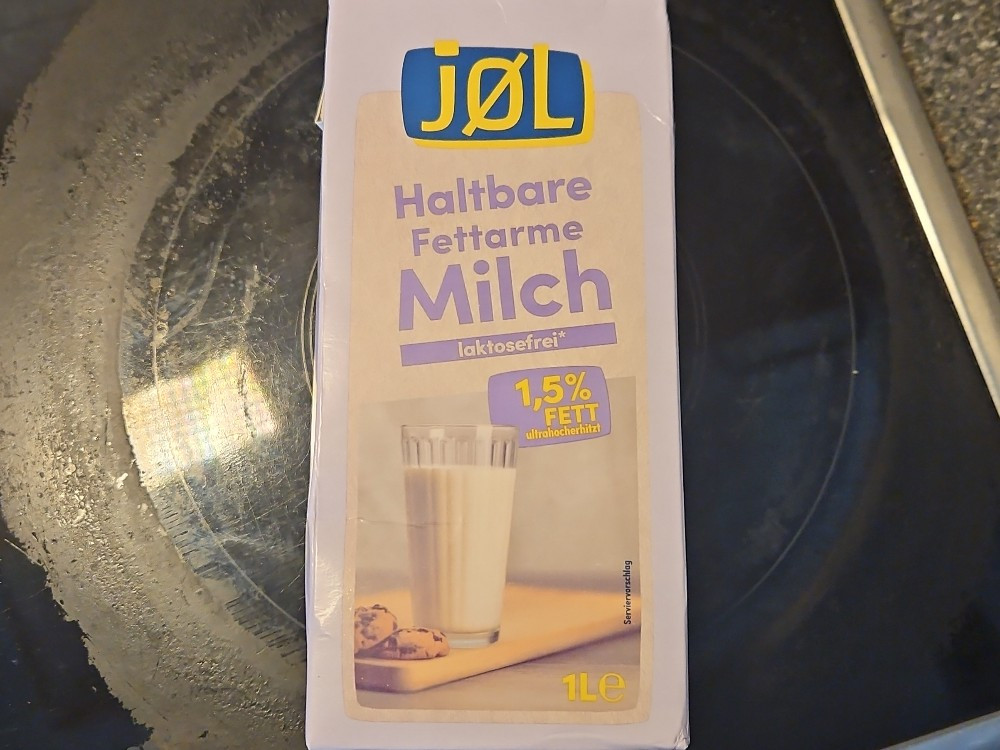 jøL
Haltbare
Fettarme
Milch
laktosefrei*
1,5%
FETT
ultrahocherhitzt
Serviervorschlag
1L℮